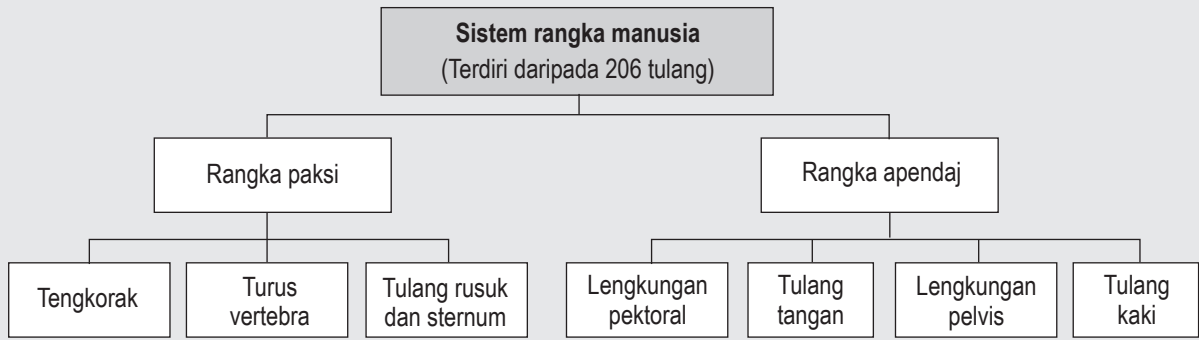 Sistem rangka manusia
(Terdiri daripada 206 tulang)
Rangka paksi
Rangka apendaj
Tengkorak
Turus
vertebra
Tulang rusuk
dan sternum
Lengkungan
pektoral
Tulang
tangan
Lengkungan
pelvis
Tulang
kaki